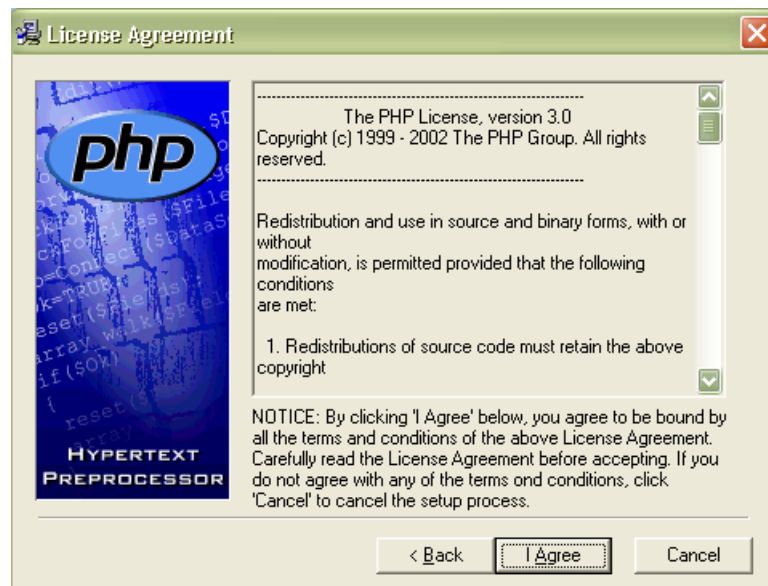 License Agreement
php
HYPERTEXT
PREPROCESSOR
--------------------------------------------------------------------
The PHP License, version 3.0
Copyright (c) 1999 - 2002 The PHP Group. All rights
reserved.
--------------------------------------------------------------------
Redistribution and use in source and binary forms, with or
without
modification, is permitted provided that the following
conditions
are met:
1. Redistributions of source code must retain the above
copyright
NOTICE: By clicking 'I Agree' below, you agree to be bound by
all the terms and conditions of the above License Agreement.
Carefully read the License Agreement before accepting. If you
do not agree with any of the terms ond conditions, click
'Cancel' to cancel the setup process.
< Back
I Agree
Cancel